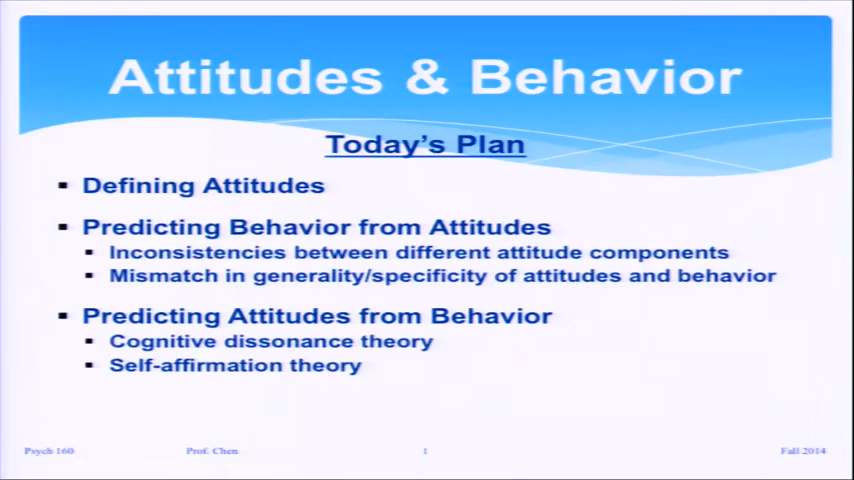 Attitudes & Behavior
Today's Plan
▪ Defining Attitudes
▪ Predicting Behavior from Attitudes
▪ Inconsistencies between different attitude components
▪ Mismatch in generality/specificity of attitudes and behavior
▪ Predicting Attitudes from Behavior
▪ Cognitive dissonance theory
▪ Self-affirmation theory
Psych 160 Prof. Chen 1 Fall 2014